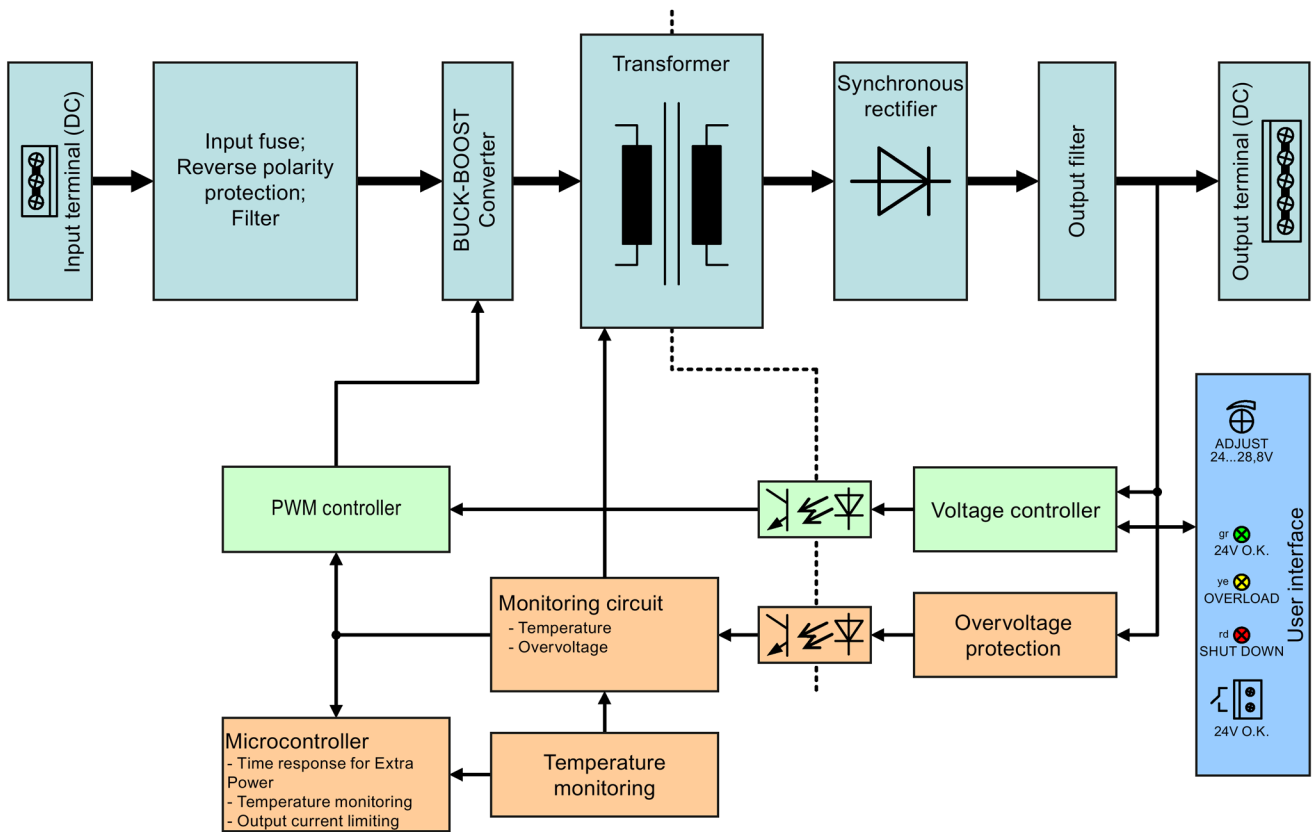 Input terminal (DC)
Input fuse;
Reverse polarity
protection;
Filter
BUCK-BOOST
Converter
Transformer
Synchronous
rectifier
Output filter
Output terminal (DC)
PWM controller
Voltage controller
Monitoring circuit
- Temperature
- Overvoltage
Overvoltage
protection
Microcontroller
- Time response for Extra
Power
- Temperature monitoring
- Output current limiting
Temperature
monitoring
User interface
ADJUST
24...28,8V
gr
24V O.K.
ye
OVERLOAD
rd
SHUT DOWN
24V O.K.